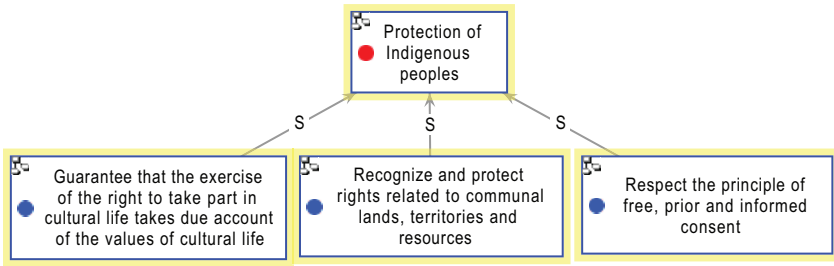 Protection of
Indigenous
peoples
S
S
S
Guarantee that the exercise
of the right to take part in
cultural life takes due account
of the values of cultural life
Recognize and protect
rights related to communal
lands, territories and
resources
Respect the principle of
free, prior and informed
consent